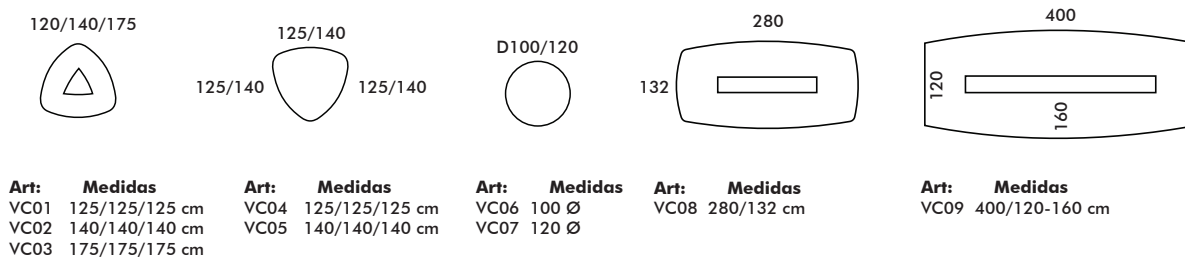 120/140/175
125/140
125/140
125/140
D100/120
280
132
400
120
160
Art: Medidas
VC01 125/125/125 cm
VC02 140/140/140 cm
VC03 175/175/175 cm
Art: Medidas
VC04 125/125/125 cm
VC05 140/140/140 cm
Art: Medidas
VC06 100 Ø
VC07 120 Ø
Art: Medidas
VC08 280/132 cm
Art: Medidas
VC09 400/120-160 cm